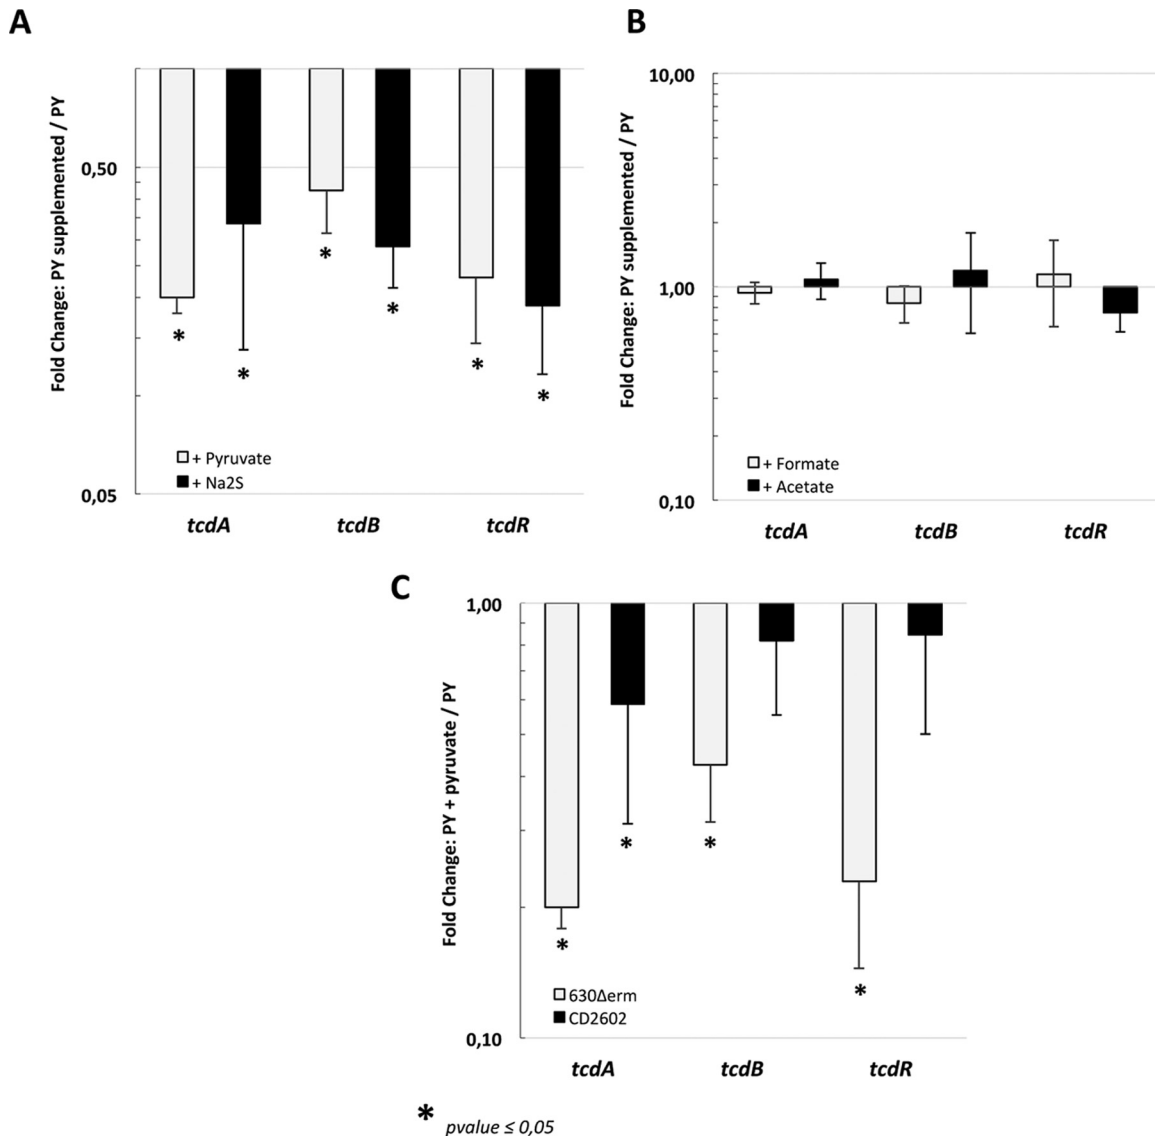 A
Fold Change: PY supplemented / PY
0,50
0,05
+ Pyruvate
+ Na2S
tcdA tcdB tcdR
B
Fold Change: PY supplemented / PY
10,00
1,00
0,10
+ Formate
+ Acetate
tcdA tcdB tcdR
C
Fold Change: PY + pyruvate / PY
1,00
0,10
630Δerm
CD2602
tcdA tcdB tcdR
* pvalue ≤ 0,05